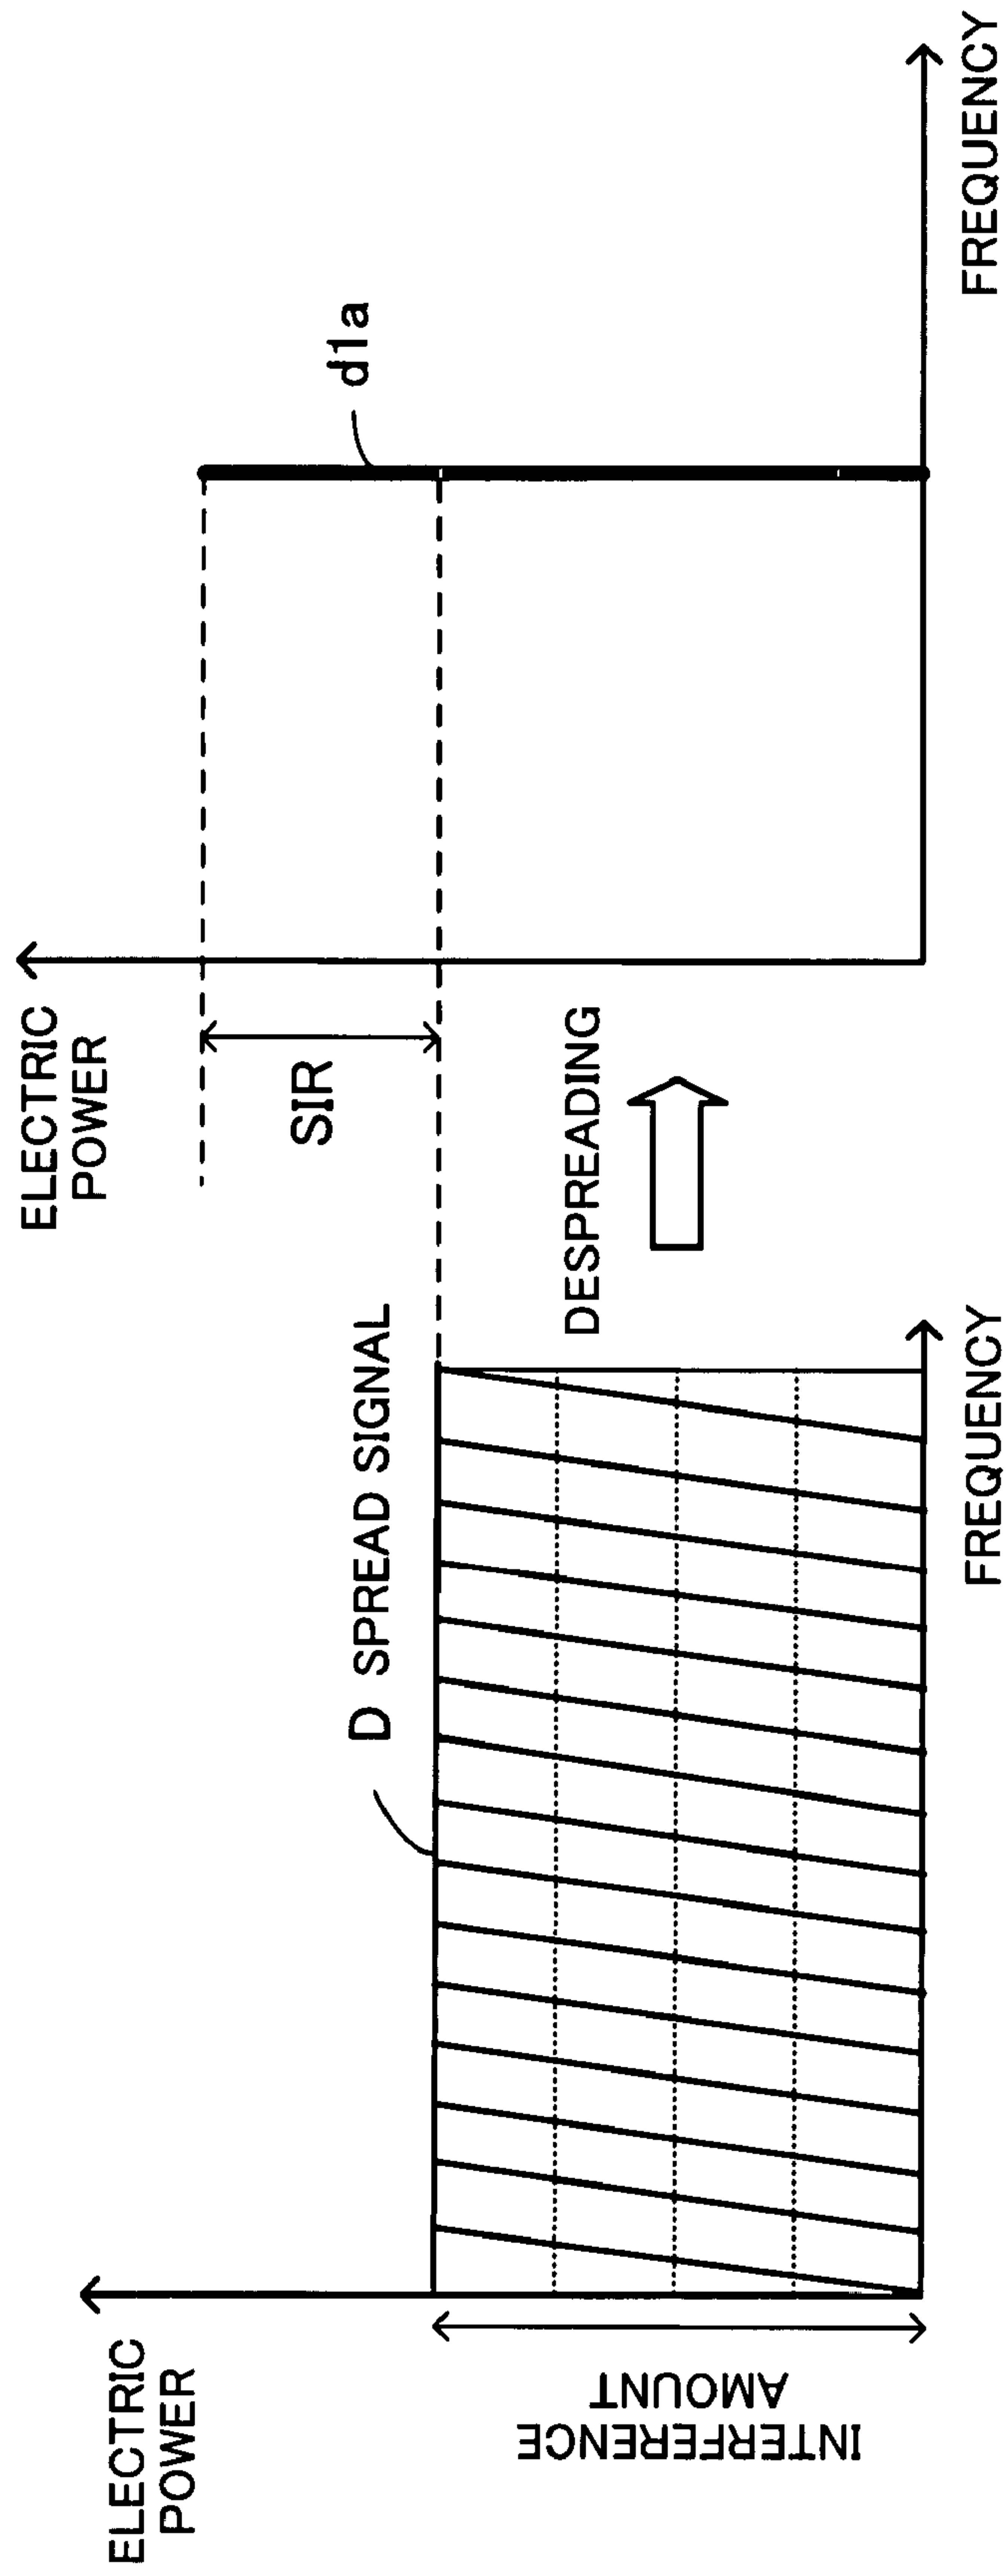 ELECTRIC
POWER
INTERFERENCE
AMOUNT
D SPREAD SIGNAL
FREQUENCY
DESPREADING
ELECTRIC
POWER
SIR
d1a
FREQUENCY